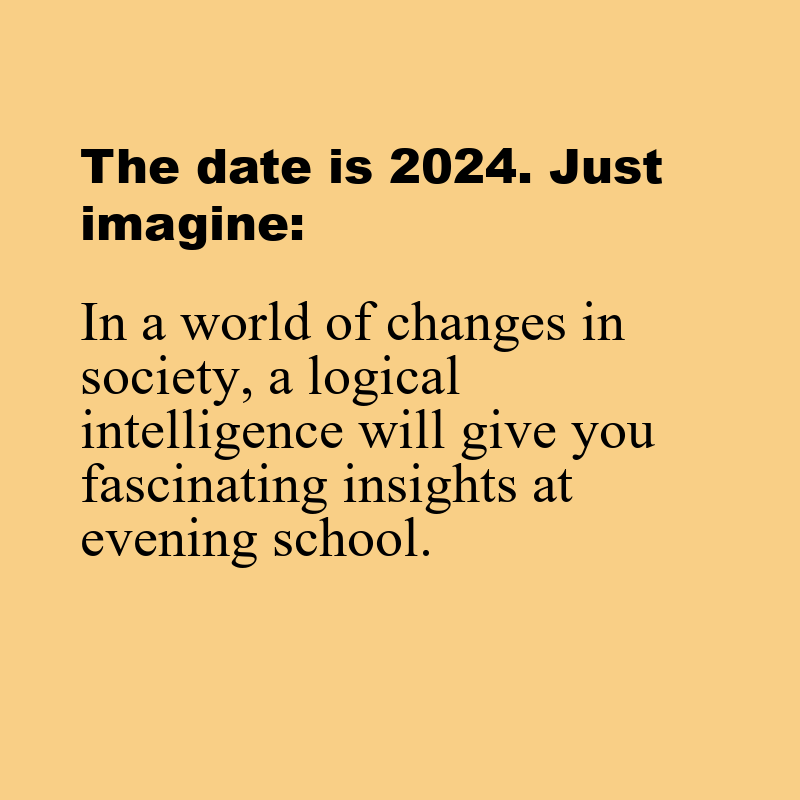 The date is 2024. Just
imagine:
In a world of changes in
society, a logical
intelligence will give you
fascinating insights at
evening school.